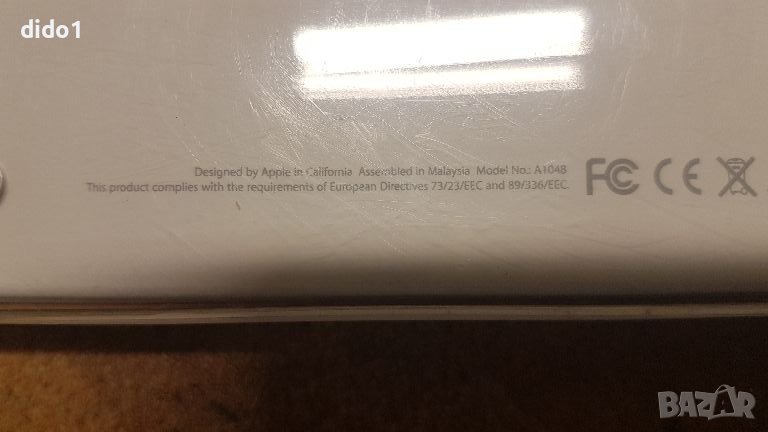 dido1
Designed by Apple in California Assembled in Malaysia Model No.: A1048
This product complies with the requirements of European Directives 73/23/EEC and 89/336/EEC.
FC CE
BAZAR